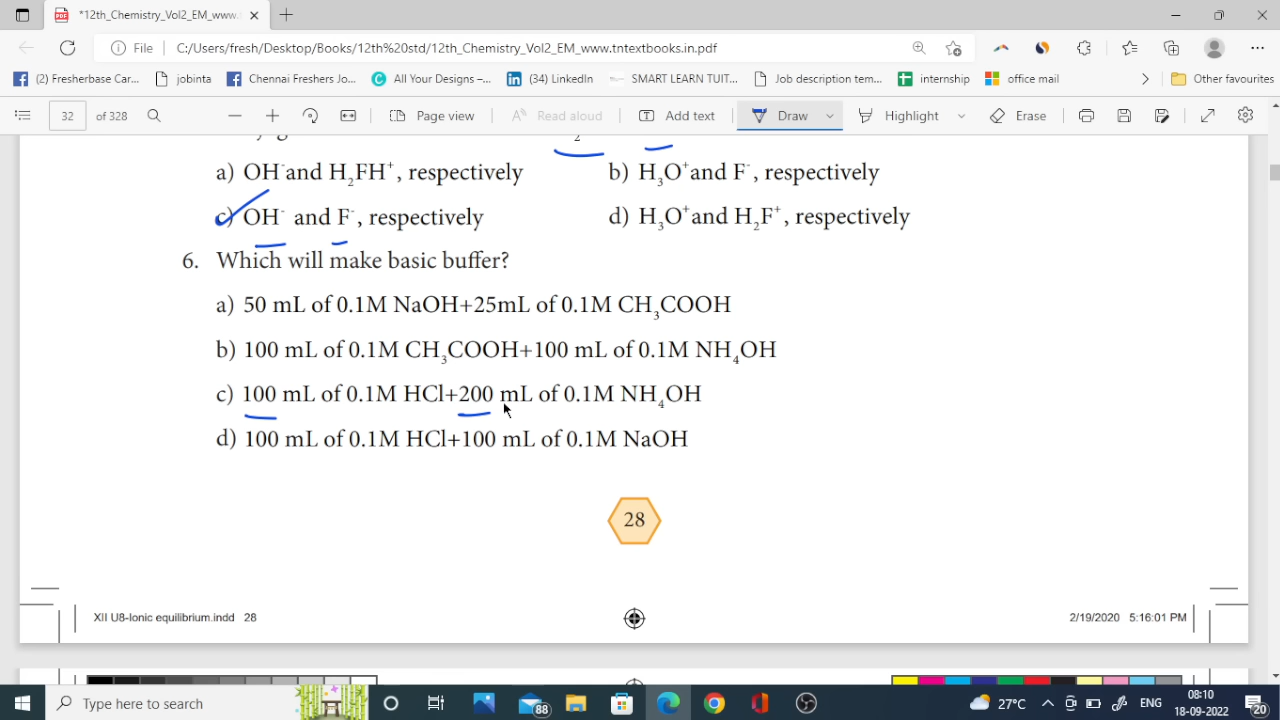 *12th_Chemistry_Vol2_EM_www.
File
C:/Users/fresh/Desktop/Books/12th%20std/12th_Chemistry_Vol2_EM_www.tntextbooks.in.pdf
(2) Fresherbase Car...
jobinta
Chennai Freshers Jo...
All Your Designs –...
(34) LinkedIn
SMART LEARN TUIT...
Job description tem...
internship
office mail
Other favourites
32 of 328
Page view
Read aloud
Add text
Draw
Highlight
Erase
a) OH⁻and H₂FH⁺, respectively
b) H₃O⁺and F⁻, respectively
c) OH⁻ and F⁻, respectively
d) H₃O⁺and H₂F⁺, respectively
6. Which will make basic buffer?
a) 50 mL of 0.1M NaOH+25mL of 0.1M CH₃COOH
b) 100 mL of 0.1M CH₃COOH+100 mL of 0.1M NH₄OH
c) 100 mL of 0.1M HCl+200 mL of 0.1M NH₄OH
d) 100 mL of 0.1M HCl+100 mL of 0.1M NaOH
28
XII U8-Ionic equilibrium.indd 28
2/19/2020 5:16:01 PM
Type here to search
88
27°C
ENG
08:10
18-09-2022
20